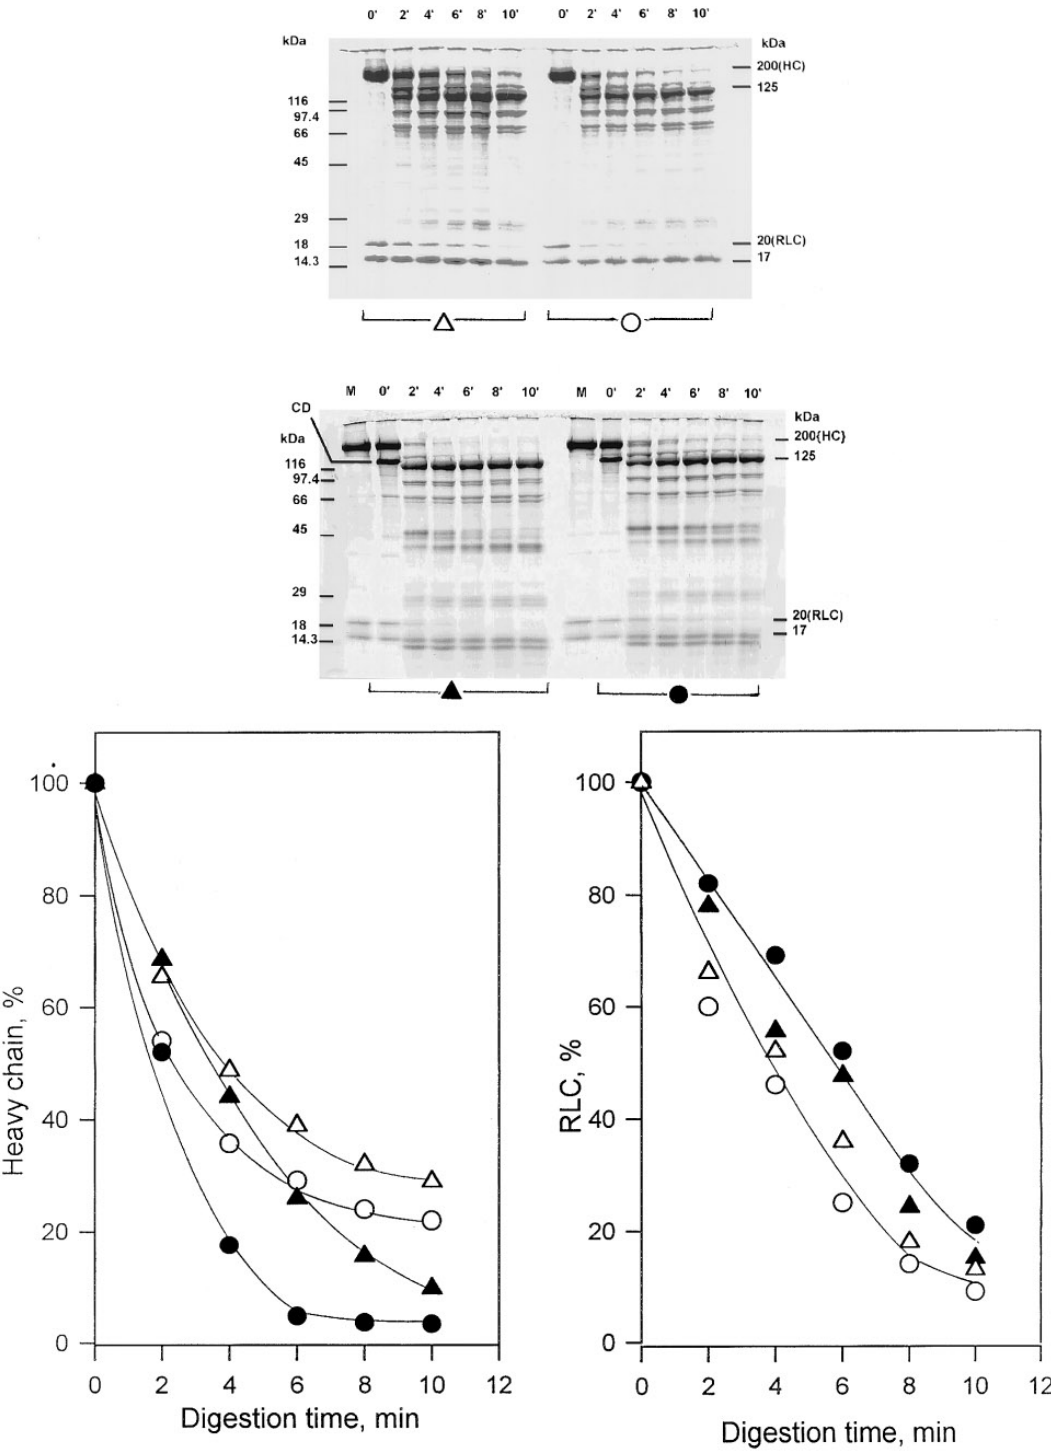 0' 2' 4' 6' 8' 10' 0' 2' 4' 6' 8' 10'
kDa kDa
200(HC)
125
116
97.4
66
45
29
18 20(RLC)
14.3 17
M 0' 2' 4' 6' 8' 10' M 0' 2' 4' 6' 8' 10'
CD
kDa kDa
200{HC}
116 125
97.4
66
45
29
18 20(RLC)
14.3 17
100
80
60
40
20
0
Heavy chain, %
0 2 4 6 8 10 12
Digestion time, min
100
80
60
40
20
0
RLC, %
0 2 4 6 8 10 12
Digestion time, min